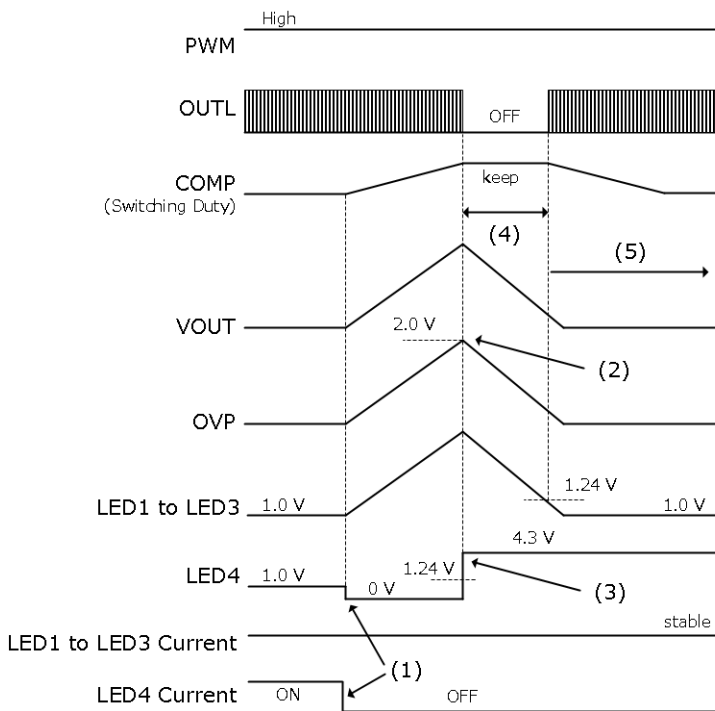 High
PWM
OUTL
OFF
COMP
(Switching Duty)
keep
(4)
(5)
VOUT
2.0 V
(2)
OVP
1.24 V
LED1 to LED3
1.0 V
1.0 V
4.3 V
LED4
1.0 V
1.24 V
0 V
(3)
stable
LED1 to LED3 Current
(1)
LED4 Current
ON
OFF